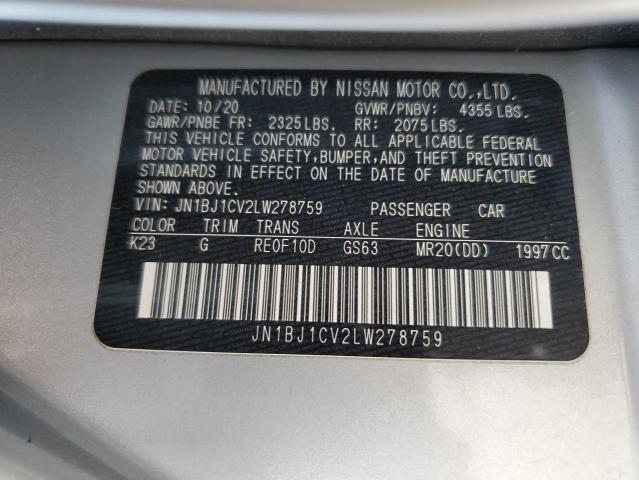 MANUFACTURED BY NISSAN MOTOR CO.,LTD.
DATE: 10/20 GVWR/PNBV: 4355 LBS.
GAWR/PNBE FR: 2325 LBS. RR: 2075 LBS.
THIS VEHICLE CONFORMS TO ALL APPLICABLE FEDERAL
MOTOR VEHICLE SAFETY,BUMPER,AND THEFT PREVENTION
STANDARDS IN EFFECT ON THE DATE OF MANUFACTURE
SHOWN ABOVE.
VIN: JN1BJ1CV2LW278759 PASSENGER CAR
COLOR TRIM TRANS AXLE ENGINE
K23 G RE0F10D GS63 MR20(DD) 1997 CC
JN1BJ1CV2LW278759